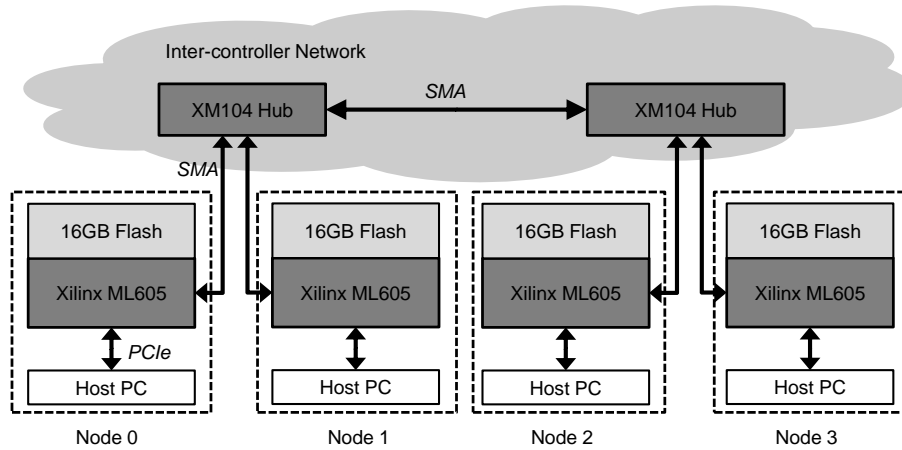 Inter-controller Network
SMA
XM104 Hub
XM104 Hub
SMA
16GB Flash
16GB Flash
16GB Flash
16GB Flash
Xilinx ML605
Xilinx ML605
Xilinx ML605
Xilinx ML605
PCIe
Host PC
Host PC
Host PC
Host PC
Node 0
Node 1
Node 2
Node 3